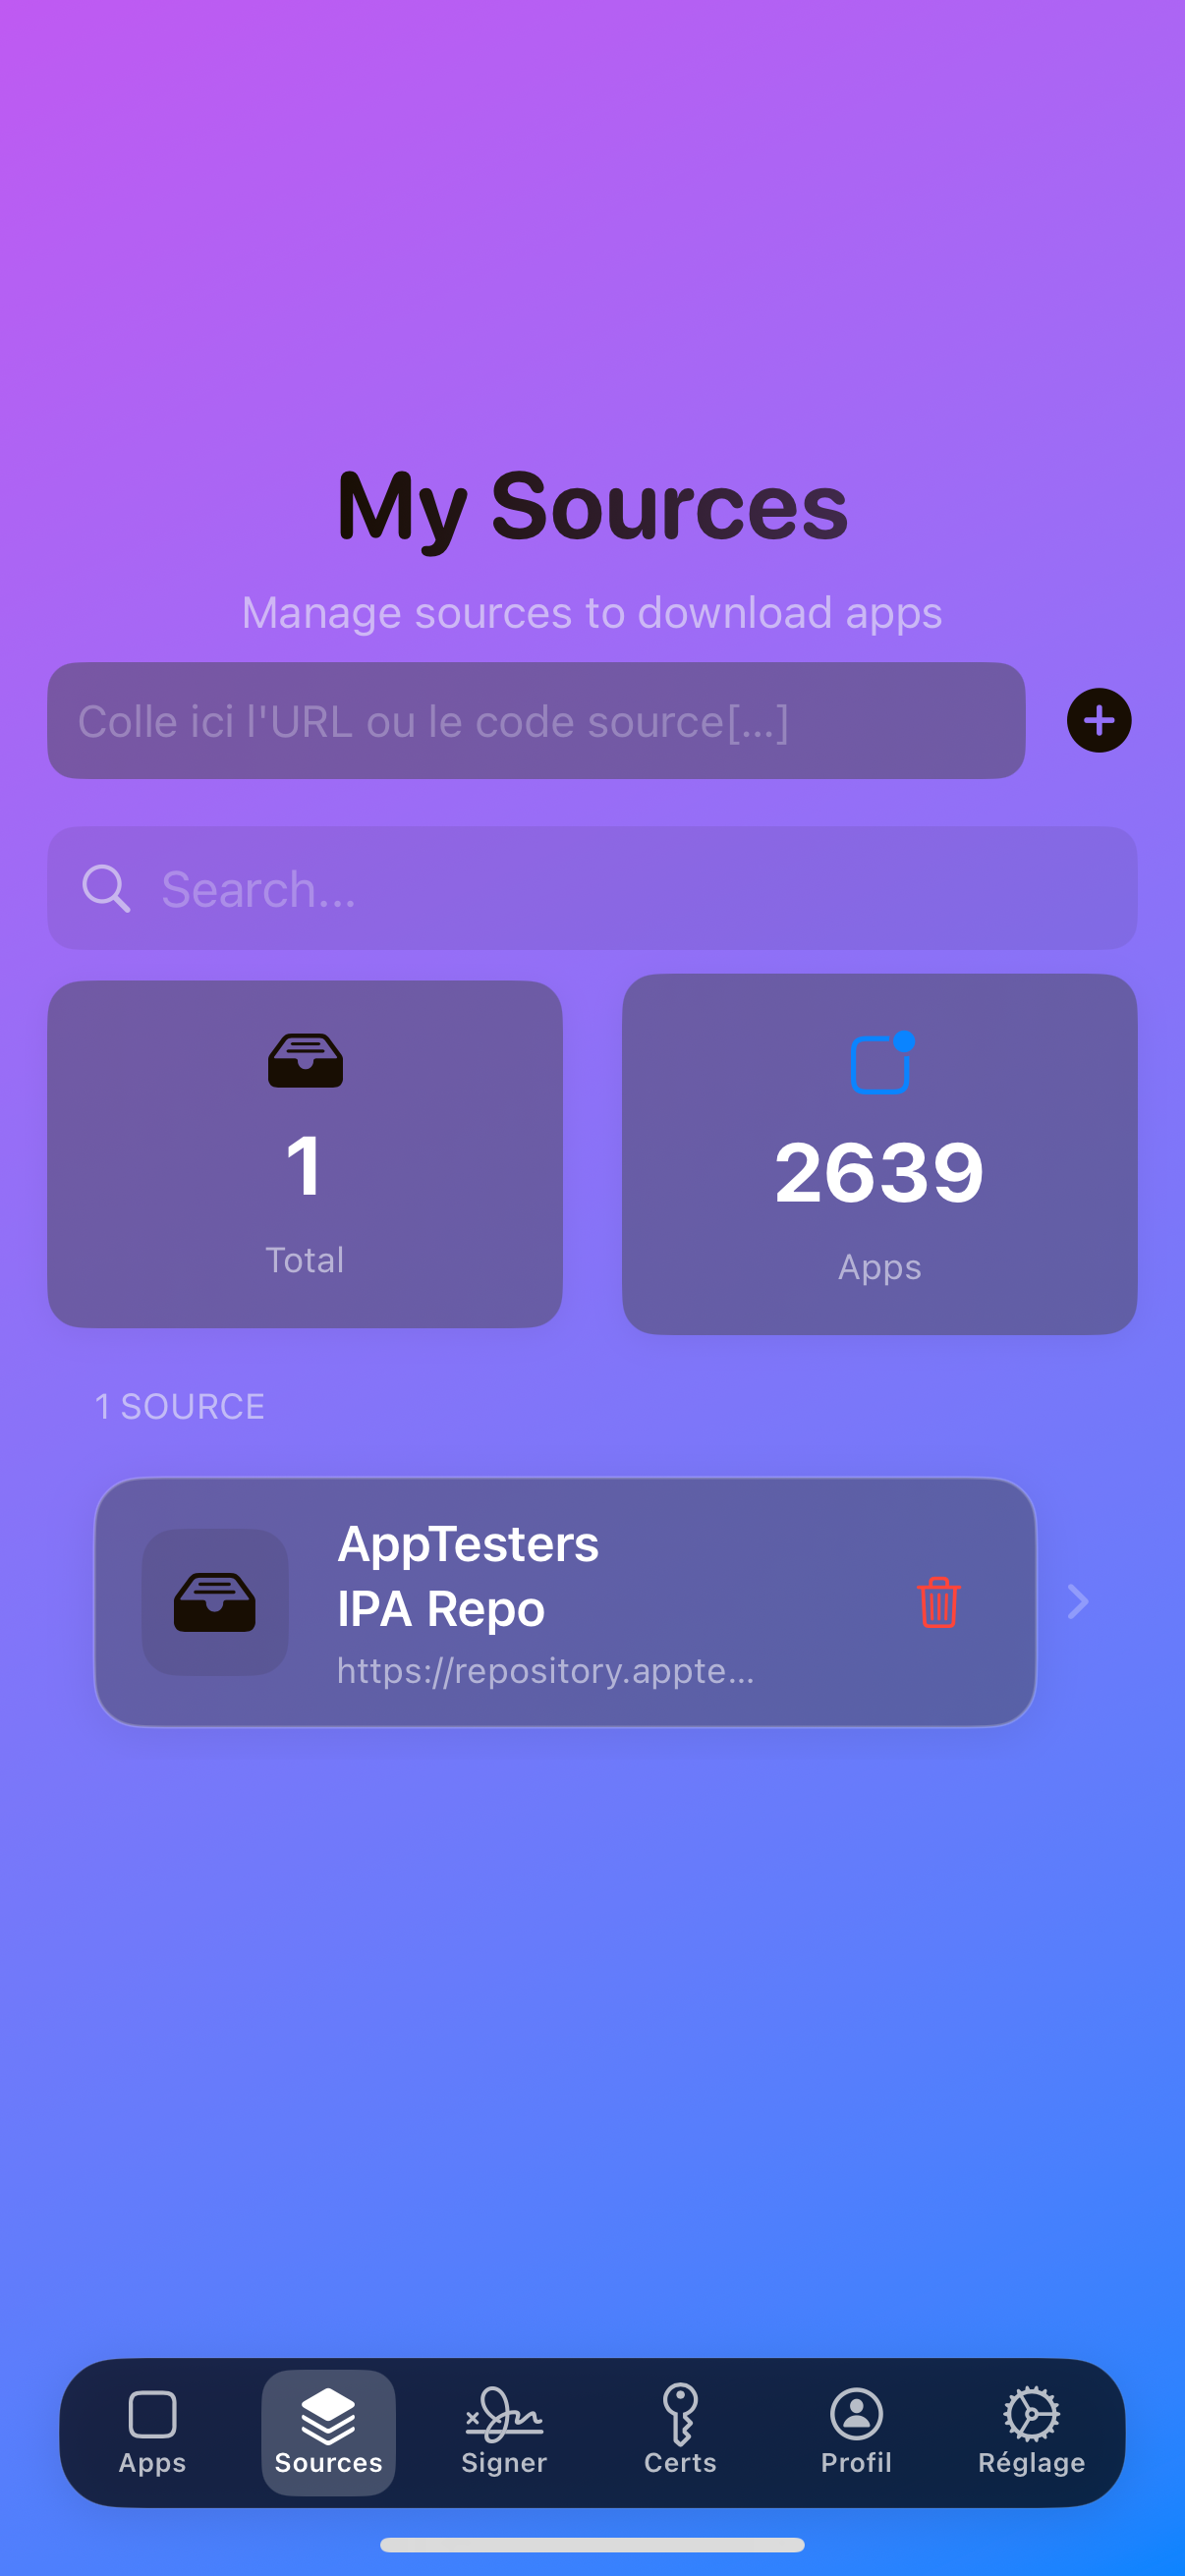 My Sources
Manage sources to download apps
Colle ici l'URL ou le code source[...]
Search...
1
Total
2639
Apps
1 SOURCE
AppTesters
IPA Repo
https://repository.appte...
Apps
Sources
Signer
Certs
Profil
Réglage